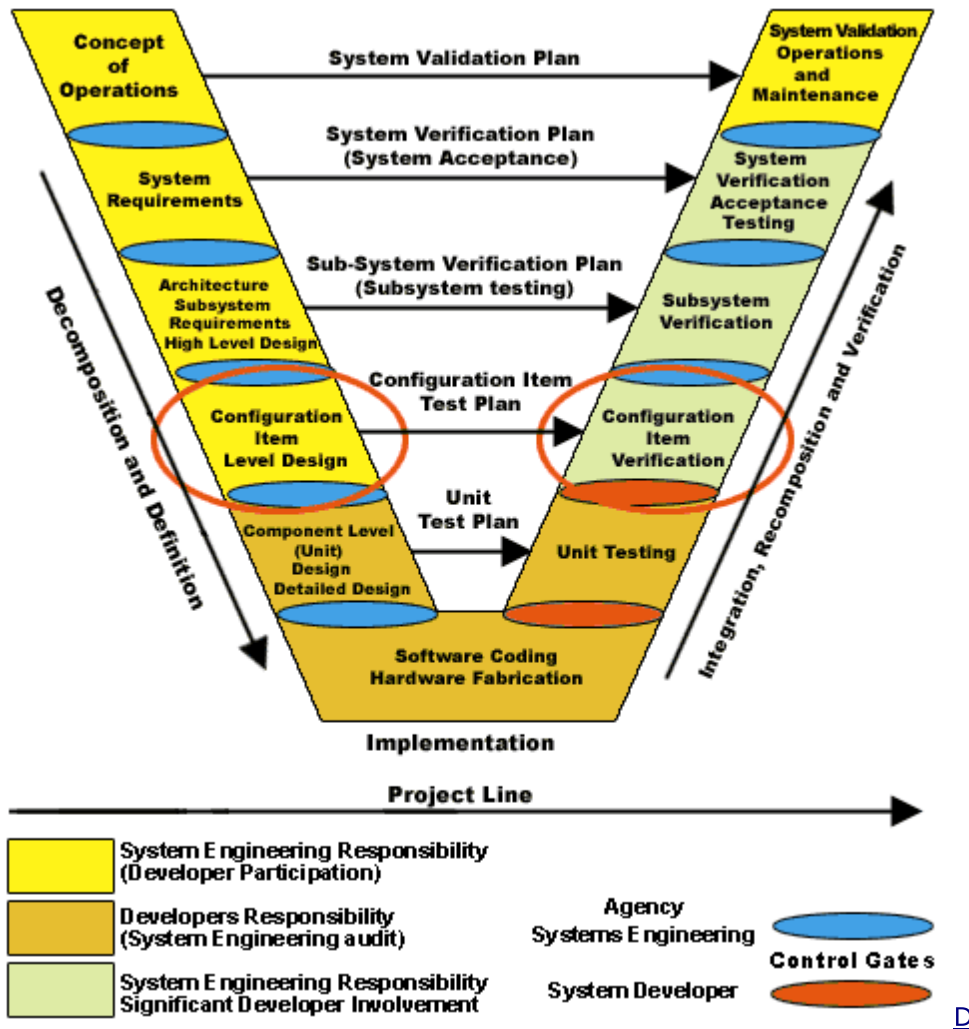 Concept
of
Operations
System Validation Plan
System Validation
Operations
and
Maintenance
System Verification Plan
(System Acceptance)
System
Requirements
System
Verification
Acceptance
Testing
Sub-System Verification Plan
(Subsystem testing)
Architecture
Subsystem
Requirements
High Level Design
Subsystem
Verification
Decomposition and Definition
Integration, Recomposition and Verification
Configuration Item
Test Plan
Configuration
Item
Level Design
Configuration
Item
Verification
Unit
Test Plan
Component Level
(Unit)
Design
Detailed Design
Unit Testing
Software Coding
Hardware Fabrication
Implementation
Project Line
System Engineering Responsibility
(Developer Participation)
Developers Responsibility
(System Engineering audit)
System Engineering Responsibility
Significant Developer Involvement
Agency
Systems Engineering
Control Gates
System Developer
D